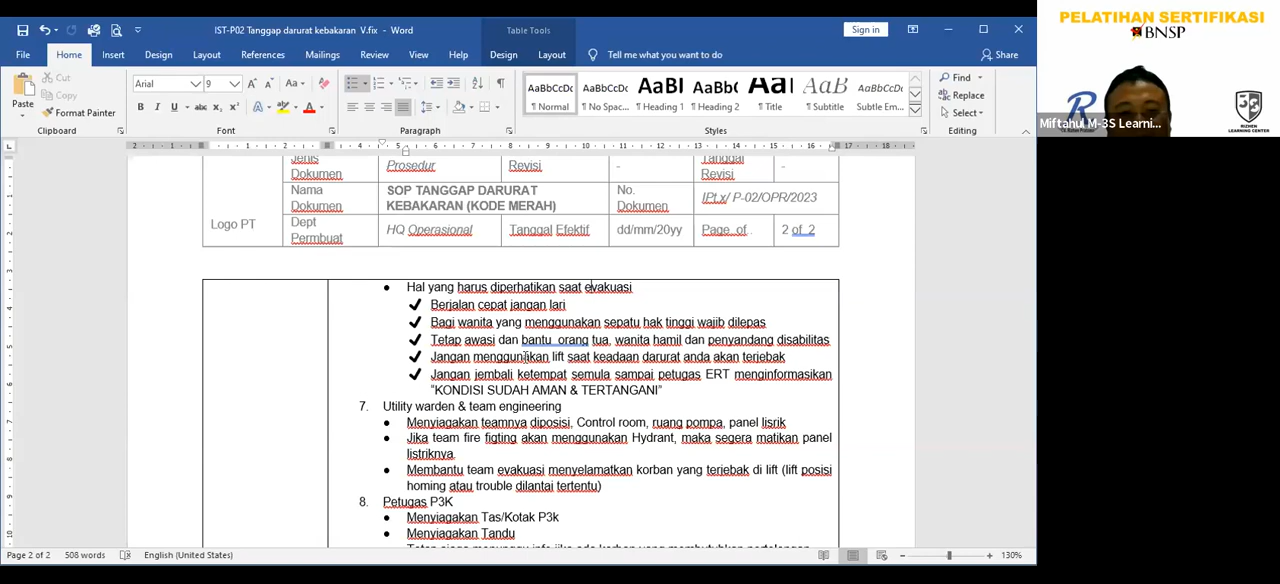 IST-P02 Tanggap darurat kebakaran V.fix - Word
Table Tools
Sign in
File Home Insert Design Layout References Mailings Review View Help Design Layout Tell me what you want to do Share
Paste
Cut
Copy
Format Painter
Clipboard
Arial 9
Font
Paragraph
AaBbCcDc AaBbCcDc AaBl AaBbC AaB AaBbCcDc
¶ Normal ¶ No Spac... ¶ Heading 1 ¶ Heading 2 ¶ Title ¶ Subtitle Subtle Em...
Styles
Find
Replace
Select
Editing
PELATIHAN SERTIFIKASI
BNSP
Miftahul M-3S Learni...
RIZHEN
LEARNING CENTER
Jenis Dokumen Prosedur Revisi - Tanggal Revisi -
Nama Dokumen SOP TANGGAP DARURAT KEBAKARAN (KODE MERAH) No. Dokumen IPt.x/ P-02/OPR/2023
Logo PT
Dept Permbuat HQ Operasional Tanggal Efektif dd/mm/20yy Page of 2 of 2
● Hal yang harus diperhatikan saat evakuasi
✔ Berjalan cepat jangan lari
✔ Bagi wanita yang menggunakan sepatu hak tinggi wajib dilepas
✔ Tetap awasi dan bantu orang tua, wanita hamil dan penyandang disabilitas
✔ Jangan menggunakan lift saat keadaan darurat anda akan terjebak
✔ Jangan jembali ketempat semula sampai petugas ERT menginformasikan
"KONDISI SUDAH AMAN & TERTANGANI"
7. Utility warden & team engineering
● Menyiagakan teamnya diposisi, Control room, ruang pompa, panel lisrik
● Jika team fire figting akan menggunakan Hydrant, maka segera matikan panel
listriknya
● Membantu team evakuasi menyelamatkan korban yang terjebak di lift (lift posisi
homing atau trouble dilantai tertentu)
8. Petugas P3K
● Menyiagakan Tas/Kotak P3k
● Menyiagakan Tandu
Page 2 of 2 508 words English (United States) 130%